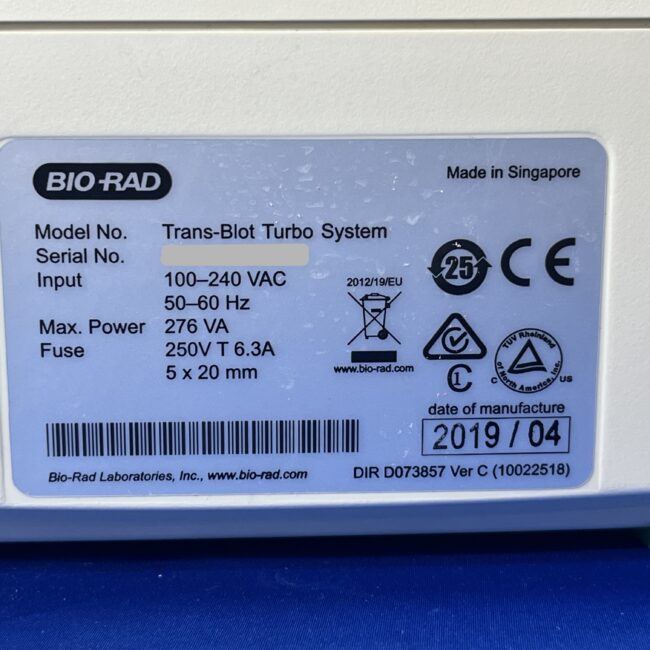 BIO-RAD
Made in Singapore
Model No. Trans-Blot Turbo System
Serial No.
Input 100–240 VAC
50–60 Hz
Max. Power 276 VA
Fuse 250V T 6.3A
5 x 20 mm
2012/19/EU
www.bio-rad.com
25
CE
C1
TÜV Rheinland
of North America, Inc.
C US
date of manufacture
2019 / 04
Bio-Rad Laboratories, Inc., www.bio-rad.com
DIR D073857 Ver C (10022518)